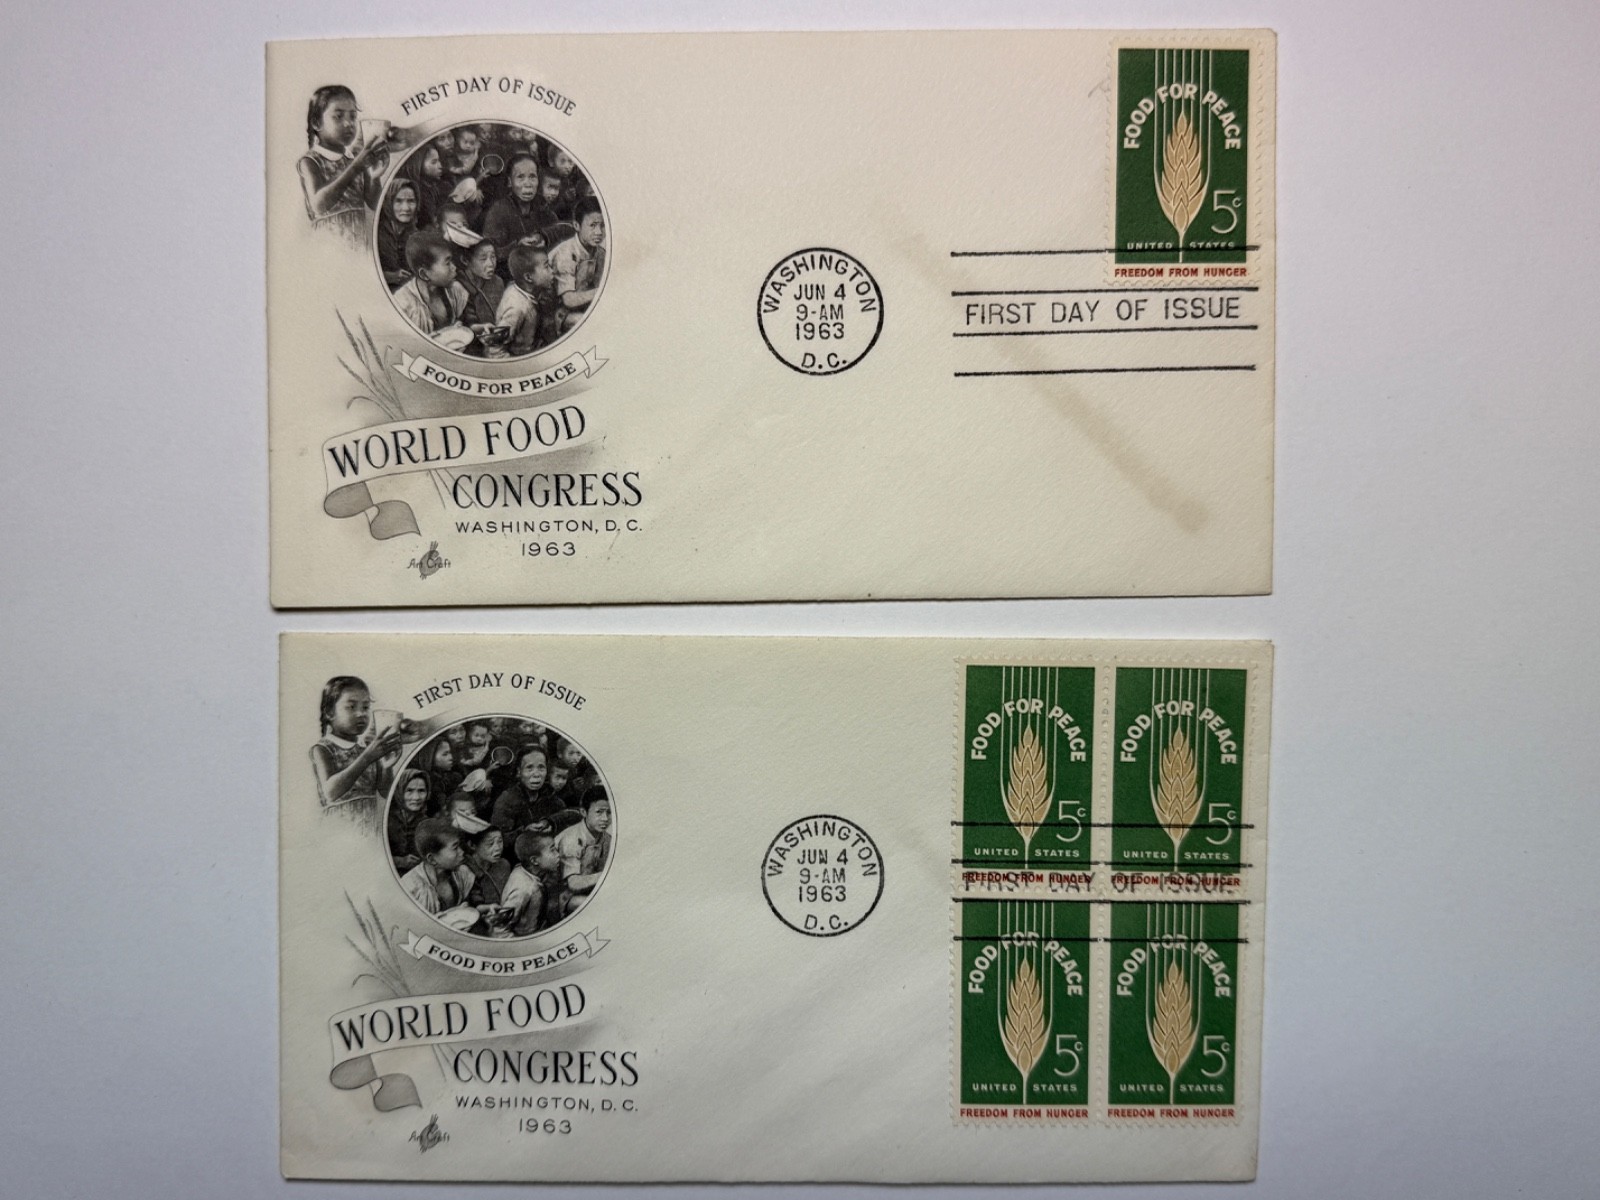 FIRST DAY OF ISSUE
FOOD FOR PEACE
WORLD FOOD
CONGRESS
WASHINGTON, D. C.
1963
Art Craft
WASHINGTON
JUN 4
9-AM
1963
D.C.
FOOD FOR PEACE
5c
UNITED STATES
FREEDOM FROM HUNGER
FIRST DAY OF ISSUE
FIRST DAY OF ISSUE
FOOD FOR PEACE
WORLD FOOD
CONGRESS
WASHINGTON, D. C.
1963
Art Craft
WASHINGTON
JUN 4
9-AM
1963
D.C.
FOOD FOR PEACE
5c
UNITED STATES
FREEDOM FROM HUNGER
FOOD FOR PEACE
5c
UNITED STATES
FREEDOM FROM HUNGER
FIRST DAY OF ISSUE
FOOD FOR PEACE
5c
UNITED STATES
FREEDOM FROM HUNGER
FOOD FOR PEACE
5c
UNITED STATES
FREEDOM FROM HUNGER